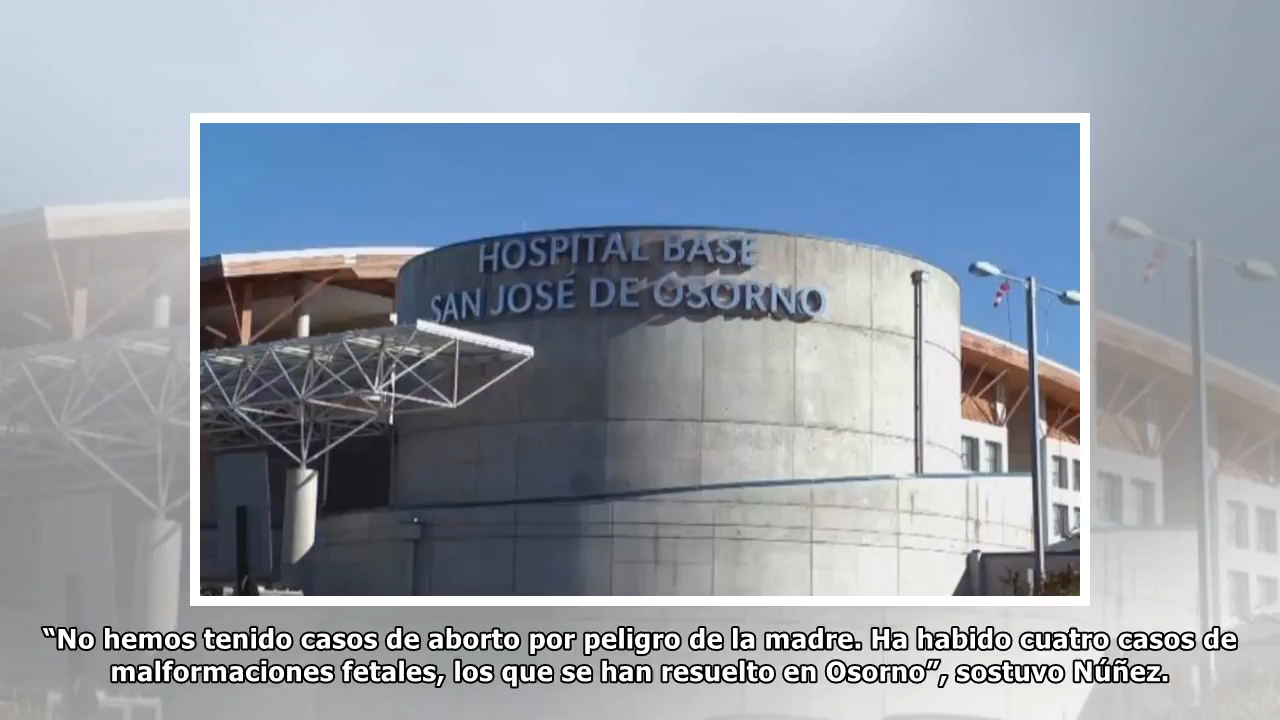 HOSPITAL BASE
SAN JOSÉ DE OSORNO
“No hemos tenido casos de aborto por peligro de la madre. Ha habido cuatro casos de
malformaciones fetales, los que se han resuelto en Osorno”, sostuvo Núñez.